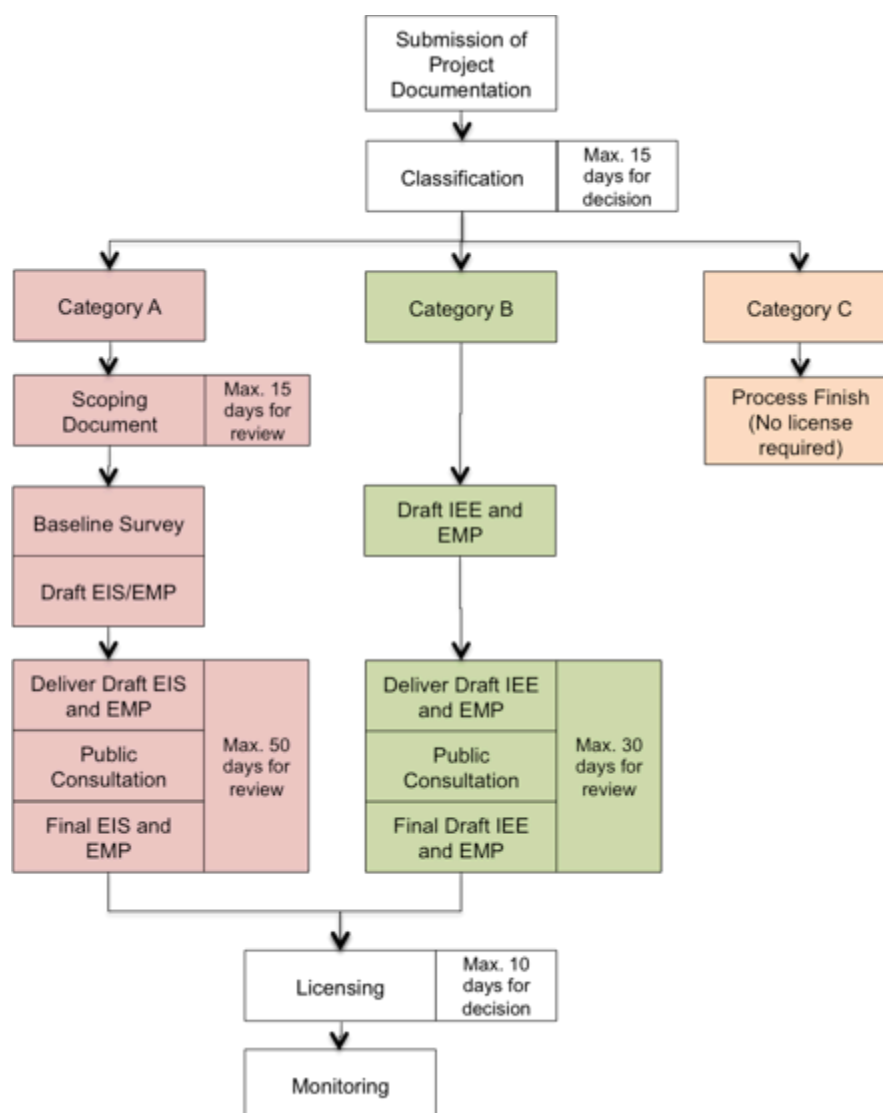 Submission of
Project
Documentation
Classification
Max. 15
days for
decision
Category A
Category B
Category C
Scoping
Document
Max. 15
days for
review
Process Finish
(No license
required)
Baseline Survey
Draft EIS/EMP
Draft IEE and
EMP
Deliver Draft EIS
and EMP
Public
Consultation
Final EIS and
EMP
Max. 50
days for
review
Deliver Draft IEE
and EMP
Public
Consultation
Final Draft IEE
and EMP
Max. 30
days for
review
Licensing
Max. 10
days for
decision
Monitoring